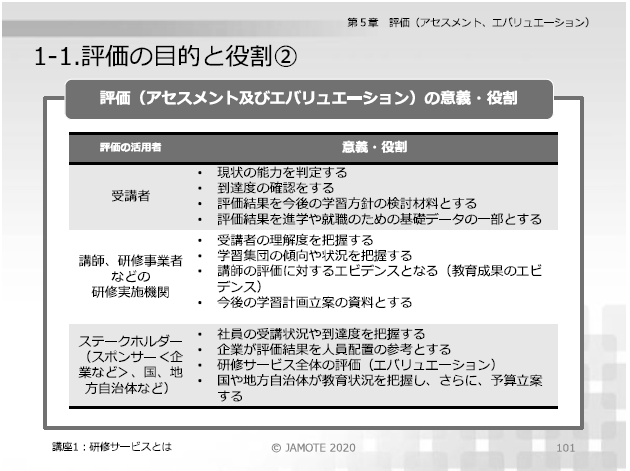 第５章　評価（アセスメント、エバリュエーション）
1-1.評価の目的と役割②
評価（アセスメント及びエバリュエーション）の意義・役割
評価の活用者
意義・役割
受講者
• 現状の能力を判定する
• 到達度の確認をする
• 評価結果を今後の学習方針の検討材料とする
• 評価結果を進学や就職のための基礎データの一部とする
講師、研修事業者
などの
研修実施機関
• 受講者の理解度を把握する
• 学習集団の傾向や状況を把握する
• 講師の評価に対するエビデンスとなる（教育成果のエビ
デンス）
• 今後の学習計画立案の資料とする
ステークホルダー
（スポンサー＜企
業など＞、国、地
方自治体など）
• 社員の受講状況や到達度を把握する
• 企業が評価結果を人員配置の参考とする
• 研修サービス全体の評価（エバリュエーション）
• 国や地方自治体が教育状況を把握し、さらに、予算立案
する
講座1：研修サービスとは
© JAMOTE 2020
101